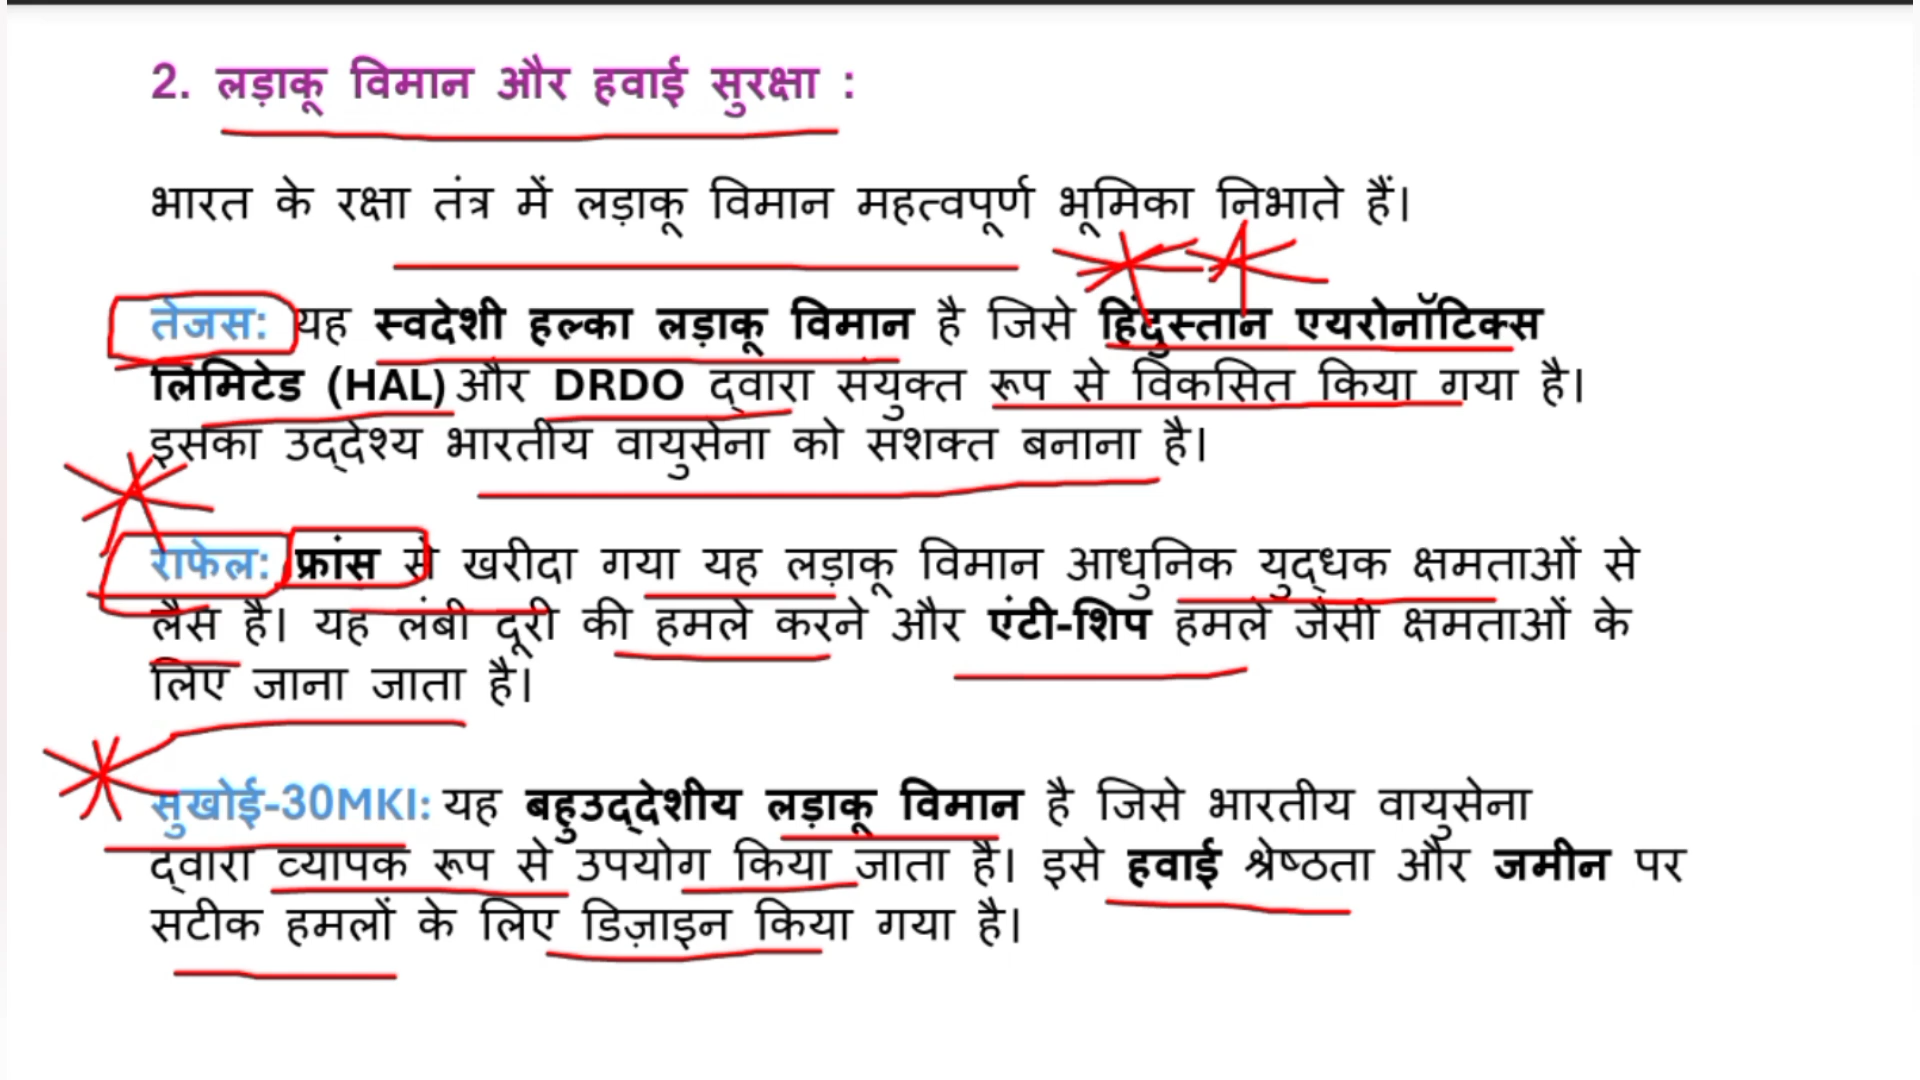 2. लड़ाकू विमान और हवाई सुरक्षा :
भारत के रक्षा तंत्र में लड़ाकू विमान महत्वपूर्ण भूमिका निभाते हैं।
तेजस: यह स्वदेशी हल्का लड़ाकू विमान है जिसे हिंदुस्तान एयरोनॉटिक्स
लिमिटेड (HAL) और DRDO द्वारा संयुक्त रूप से विकसित किया गया है।
इसका उद्देश्य भारतीय वायुसेना को सशक्त बनाना है।
राफेल: फ्रांस से खरीदा गया यह लड़ाकू विमान आधुनिक युद्धक क्षमताओं से
लैस है। यह लंबी दूरी की हमले करने और एंटी-शिप हमले जैसी क्षमताओं के
लिए जाना जाता है।
सुखोई-30MKI: यह बहुउद्देशीय लड़ाकू विमान है जिसे भारतीय वायुसेना
द्वारा व्यापक रूप से उपयोग किया जाता है। इसे हवाई श्रेष्ठता और जमीन पर
सटीक हमलों के लिए डिज़ाइन किया गया है।